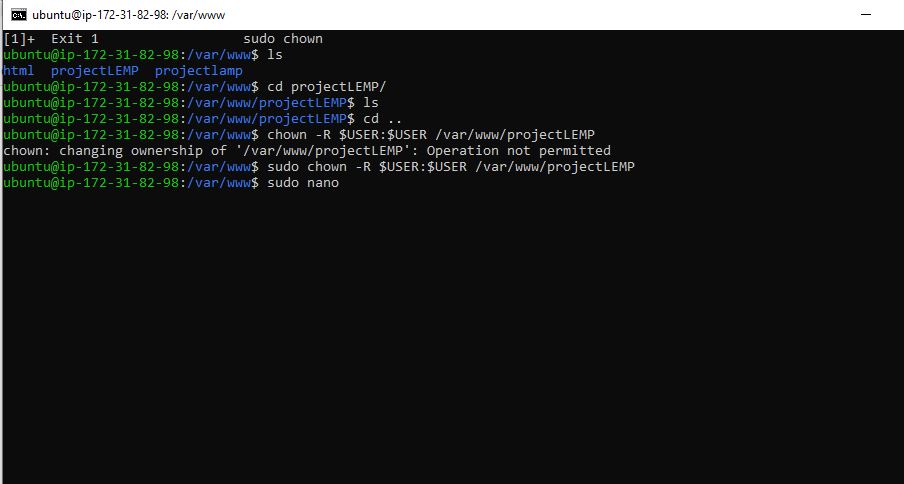 ubuntu@ip-172-31-82-98: /var/www
[1]+  Exit 1                  sudo chown
ubuntu@ip-172-31-82-98:/var/www$ ls
html  projectLEMP  projectlamp
ubuntu@ip-172-31-82-98:/var/www$ cd projectLEMP/
ubuntu@ip-172-31-82-98:/var/www/projectLEMP$ ls
ubuntu@ip-172-31-82-98:/var/www/projectLEMP$ cd ..
ubuntu@ip-172-31-82-98:/var/www$ chown -R $USER:$USER /var/www/projectLEMP
chown: changing ownership of '/var/www/projectLEMP': Operation not permitted
ubuntu@ip-172-31-82-98:/var/www$ sudo chown -R $USER:$USER /var/www/projectLEMP
ubuntu@ip-172-31-82-98:/var/www$ sudo nano